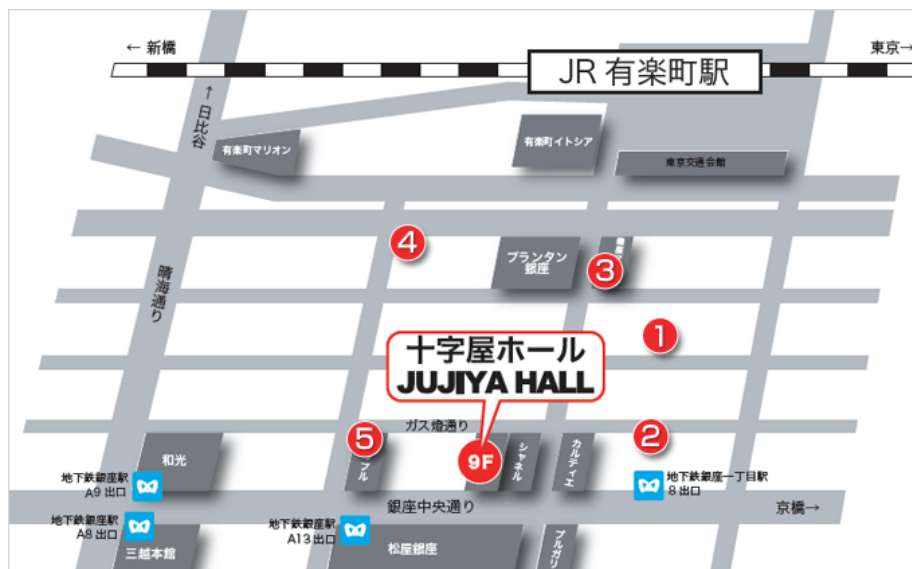 ← 新橋
東京→
JR 有楽町駅
↑日比谷
有楽町マリオン
有楽町イトシア
東京交通会館
4
プランタン
銀座
3
晴海通り
1
十字屋ホール
JUJIYA HALL
ガス燈通り
5
2
和光
9F
シャネル
カルティエ
地下鉄銀座駅
A9 出口
地下鉄銀座一丁目駅
8 出口
銀座中央通り
京橋→
地下鉄銀座駅
A8 出口
地下鉄銀座駅
A13 出口
三越本館
松屋銀座
ブルガリ